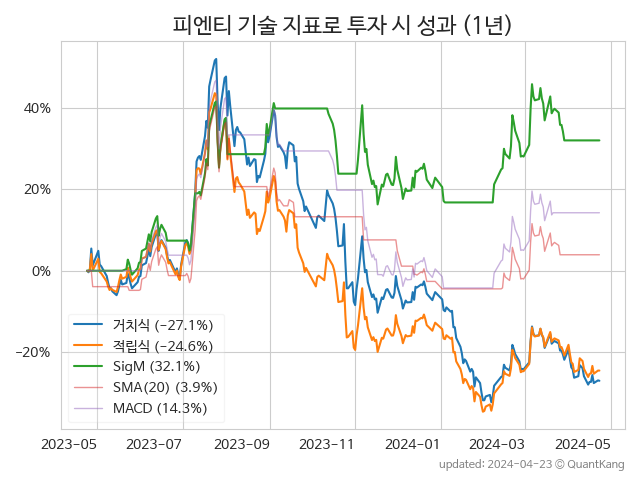 피엔티 기술 지표로 투자 시 성과 (1년)
40%
20%
0%
−20%
거치식 (−27.1%)
적립식 (−24.6%)
SigM (32.1%)
SMA(20) (3.9%)
MACD (14.3%)
2023-05 2023-07 2023-09 2023-11 2024-01 2024-03 2024-05
updated: 2024-04-23 © QuantKang